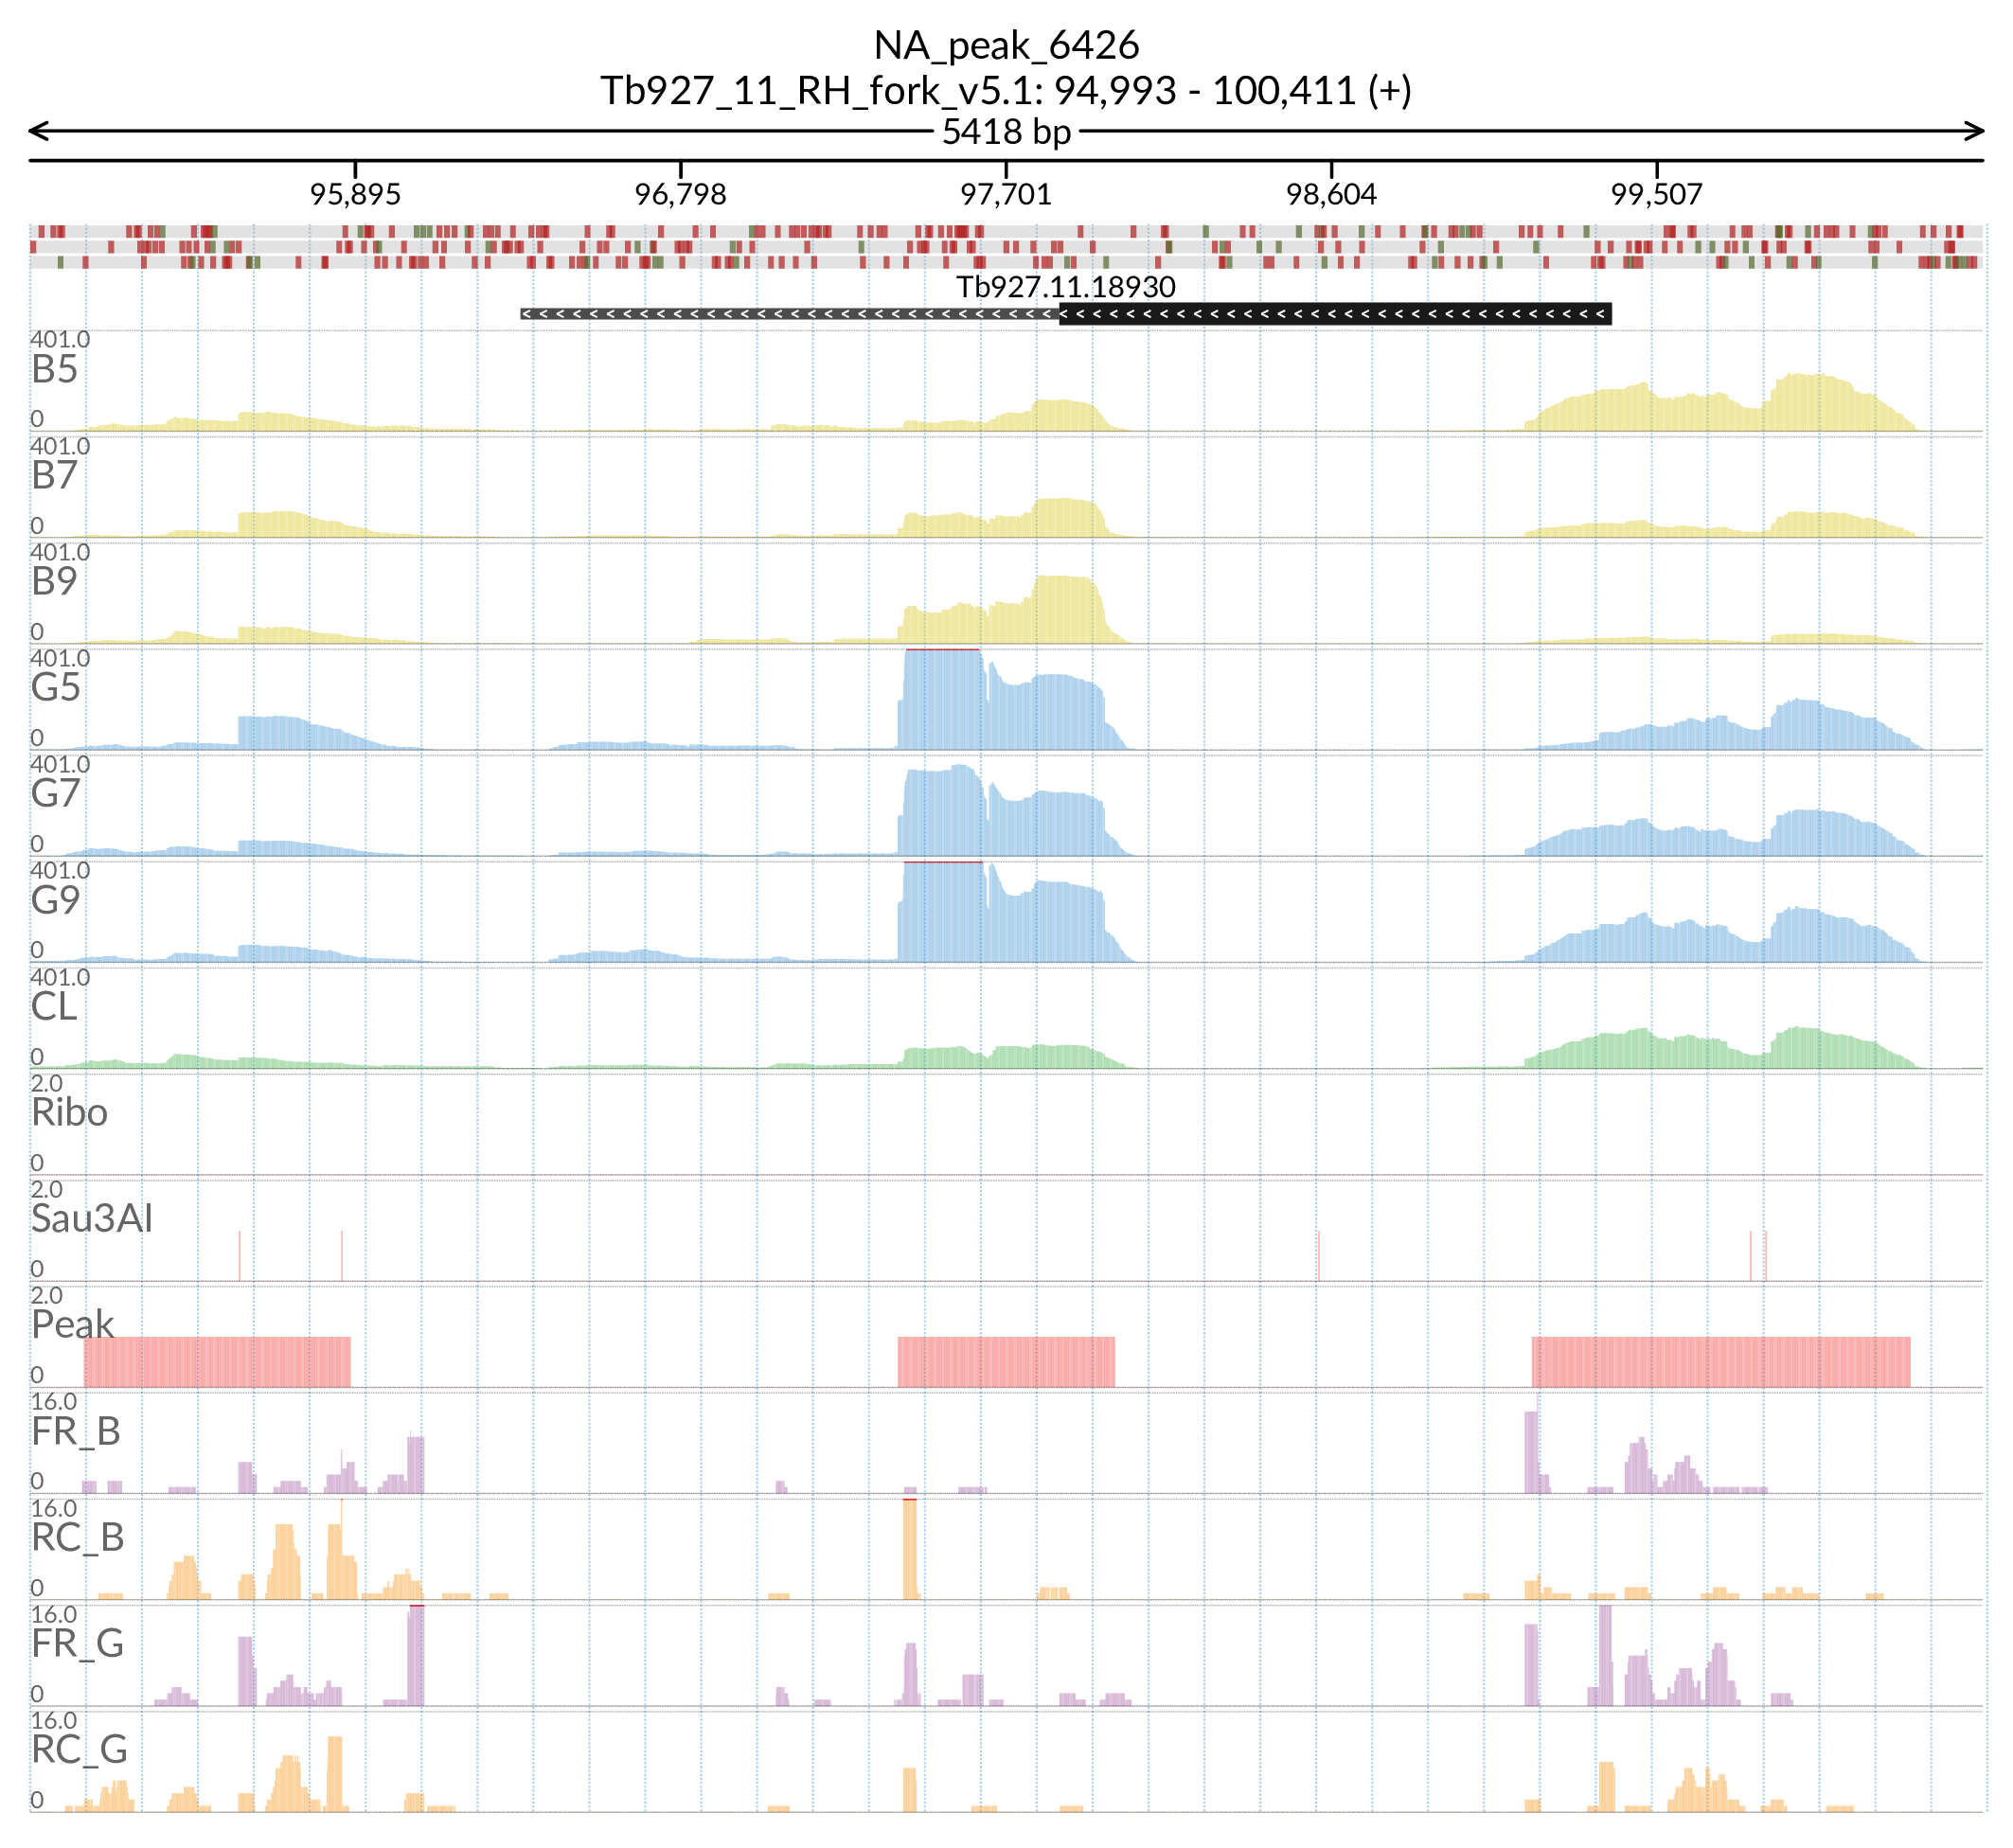 NA_peak_6426
Tb927_11_RH_fork_v5.1: 94,993 - 100,411 (+)
5418 bp
95,895 96,798 97,701 98,604 99,507
Tb927.11.18930
401.0
B5
0
401.0
B7
0
401.0
B9
0
401.0
G5
0
401.0
G7
0
401.0
G9
0
401.0
CL
0
2.0
Ribo
0
2.0
Sau3AI
0
2.0
Peak
0
16.0
FR_B
0
16.0
RC_B
0
16.0
FR_G
0
16.0
RC_G
0